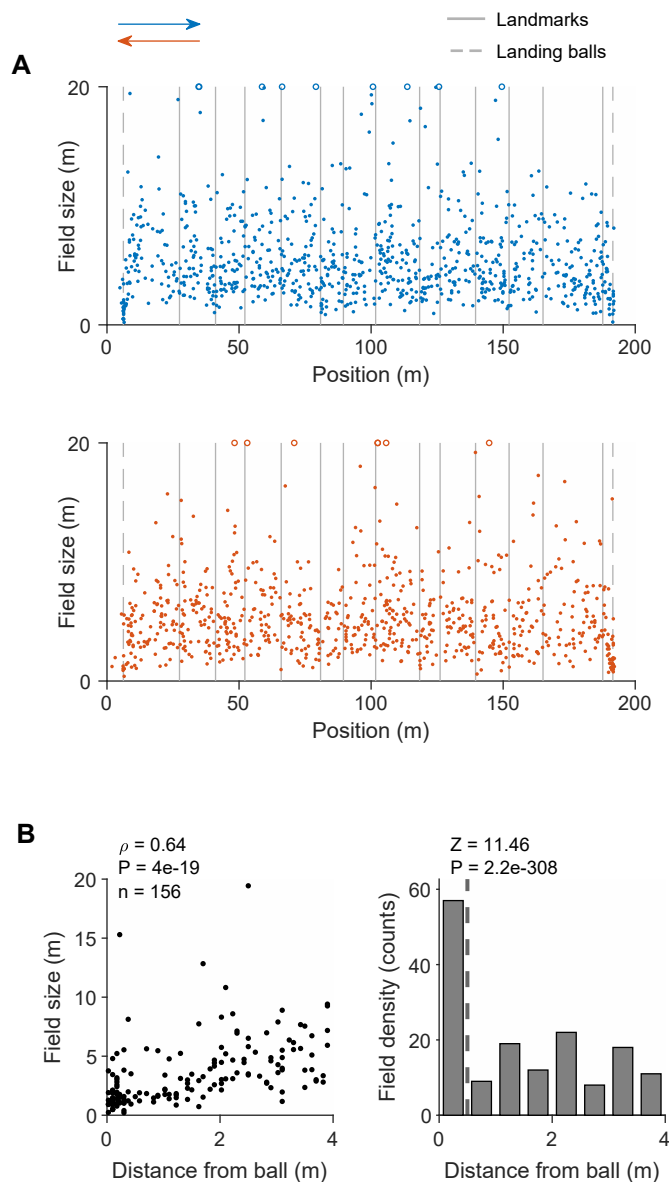 Landmarks
Landing balls
A
20
10
0
Field size (m)
0 50 100 150 200
Position (m)
20
10
0
Field size (m)
0 50 100 150 200
Position (m)
B
ρ = 0.64
P = 4e-19
n = 156
20
15
10
5
0
Field size (m)
0 2 4
Distance from ball (m)
Z = 11.46
P = 2.2e-308
60
40
20
0
Field density (counts)
0 2 4
Distance from ball (m)